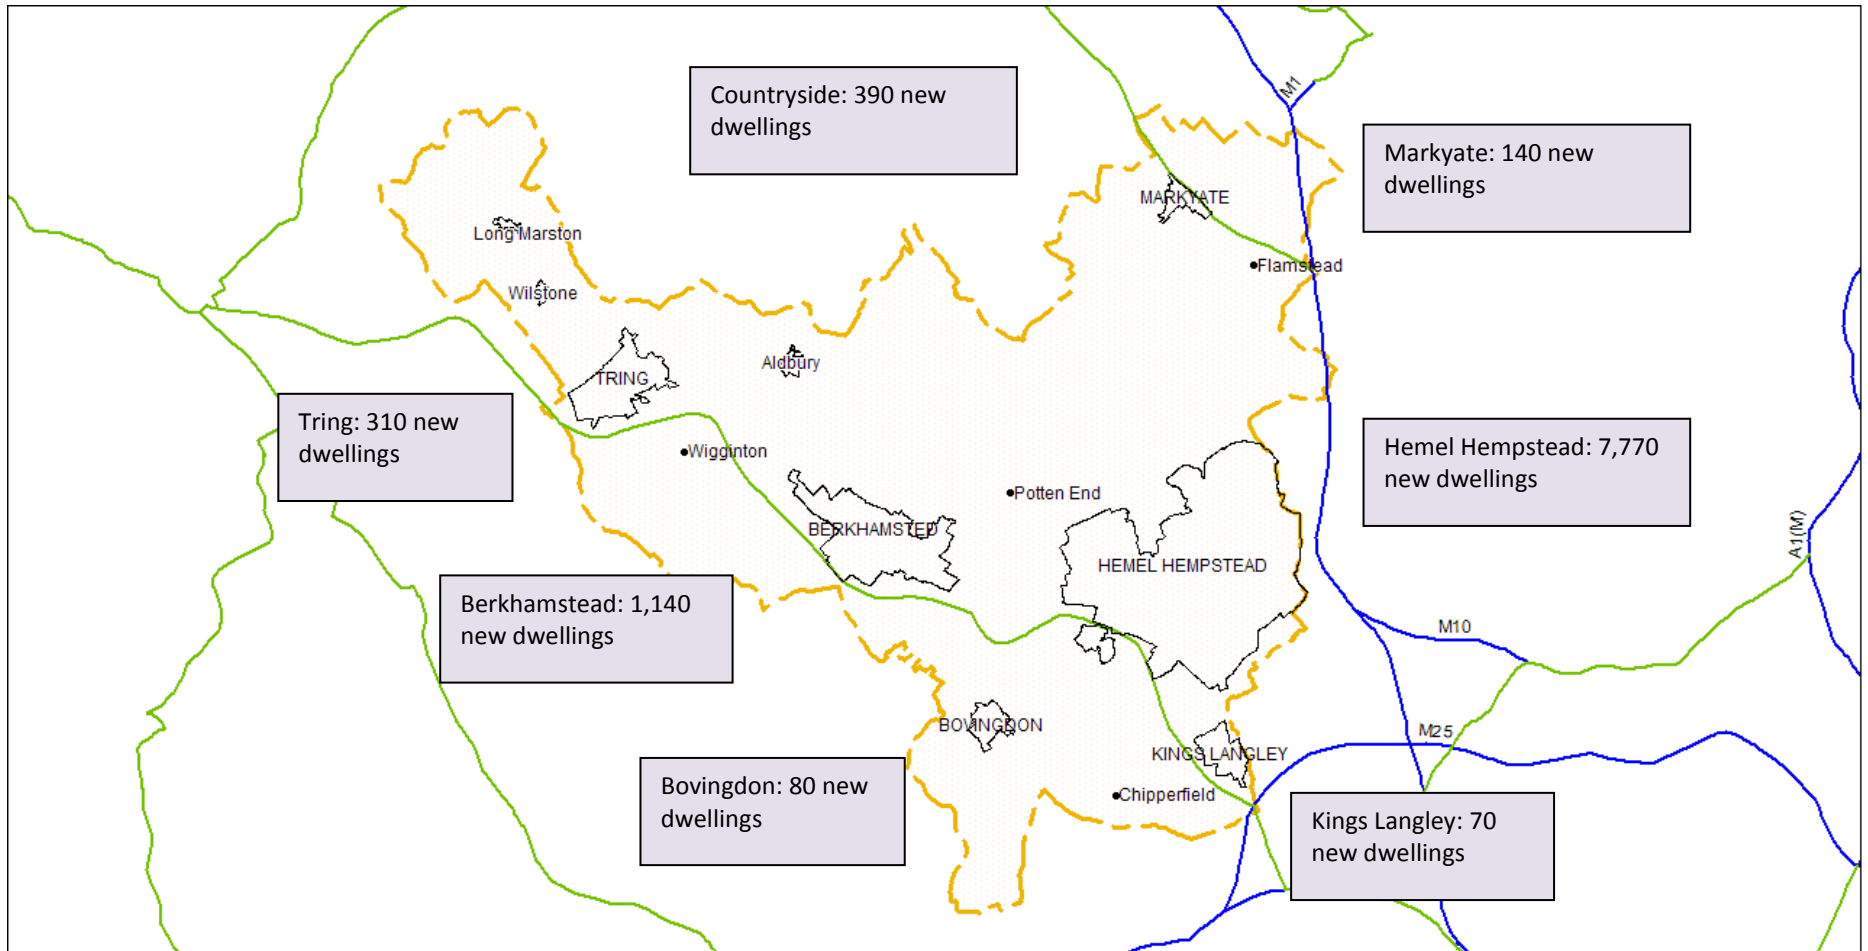 M1
Countryside: 390 new
dwellings
Markyate: 140 new
dwellings
MARKYATE
Long Marston
Flamstead
Wilstone
Aldbury
TRING
Tring: 310 new
dwellings
Hemel Hempstead: 7,770
new dwellings
Wigginton
Potten End
BERKHAMSTED
A1(M)
HEMEL HEMPSTEAD
Berkhamstead: 1,140
new dwellings
M10
BOVINGDON
M25
KINGS LANGLEY
Bovingdon: 80 new
dwellings
Chipperfield
Kings Langley: 70
new dwellings